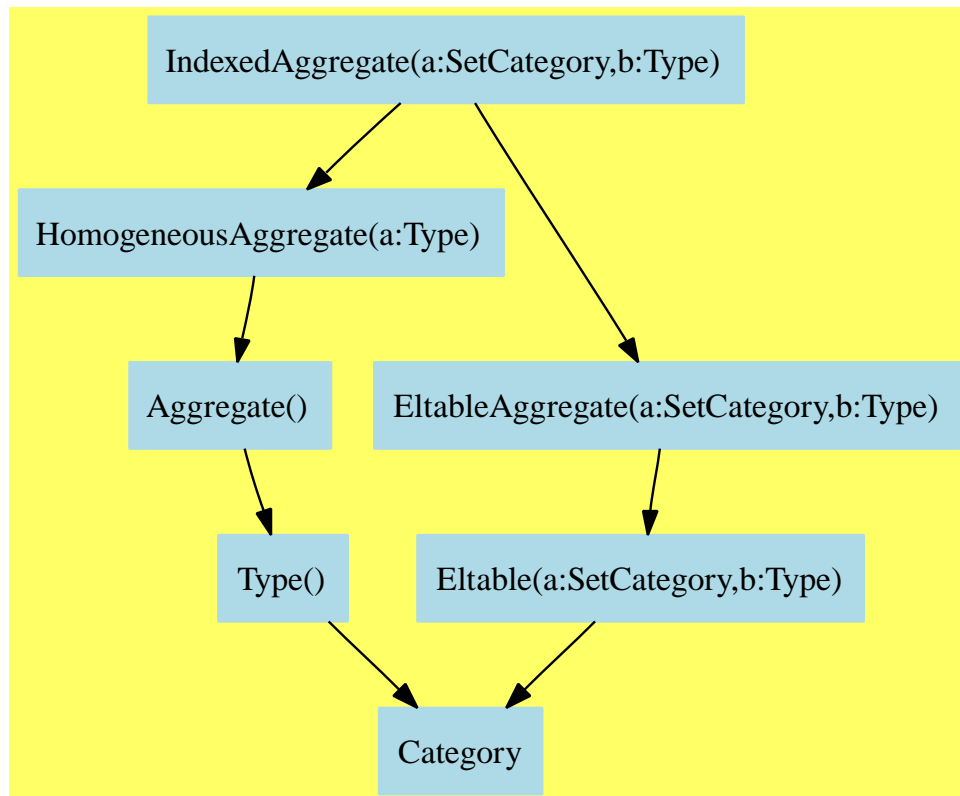 IndexedAggregate(a:SetCategory,b:Type)
HomogeneousAggregate(a:Type)
Aggregate()
EltableAggregate(a:SetCategory,b:Type)
Type()
Eltable(a:SetCategory,b:Type)
Category